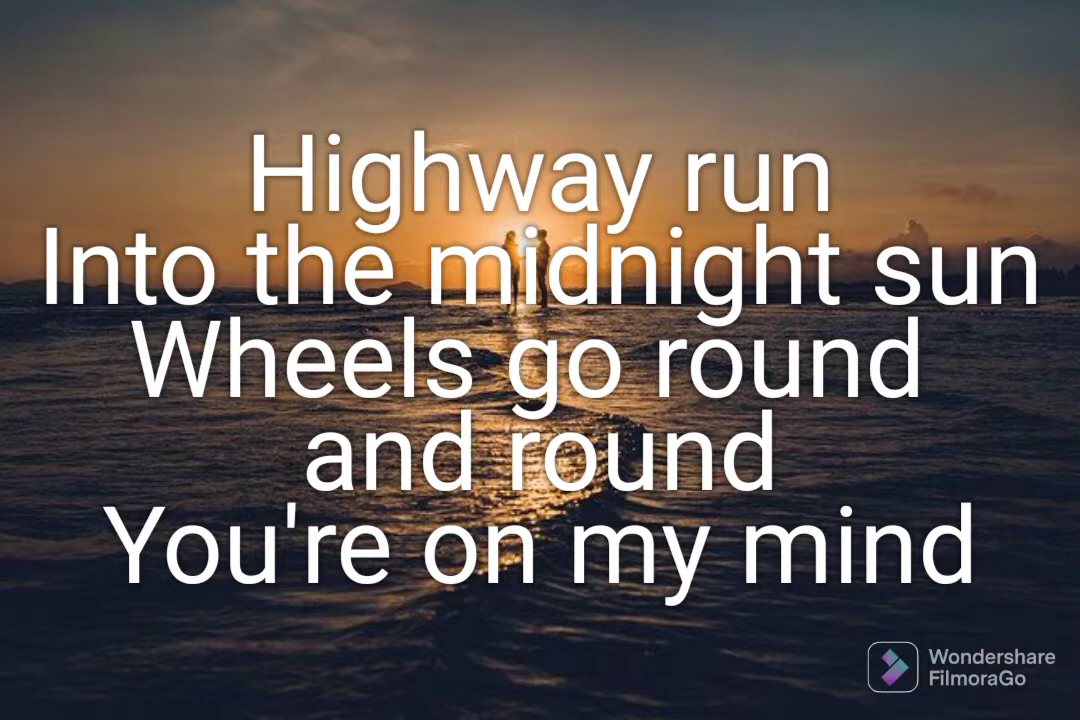 Highway run
Into the midnight sun
Wheels go round
and round
You're on my mind
Wondershare
FilmoraGo